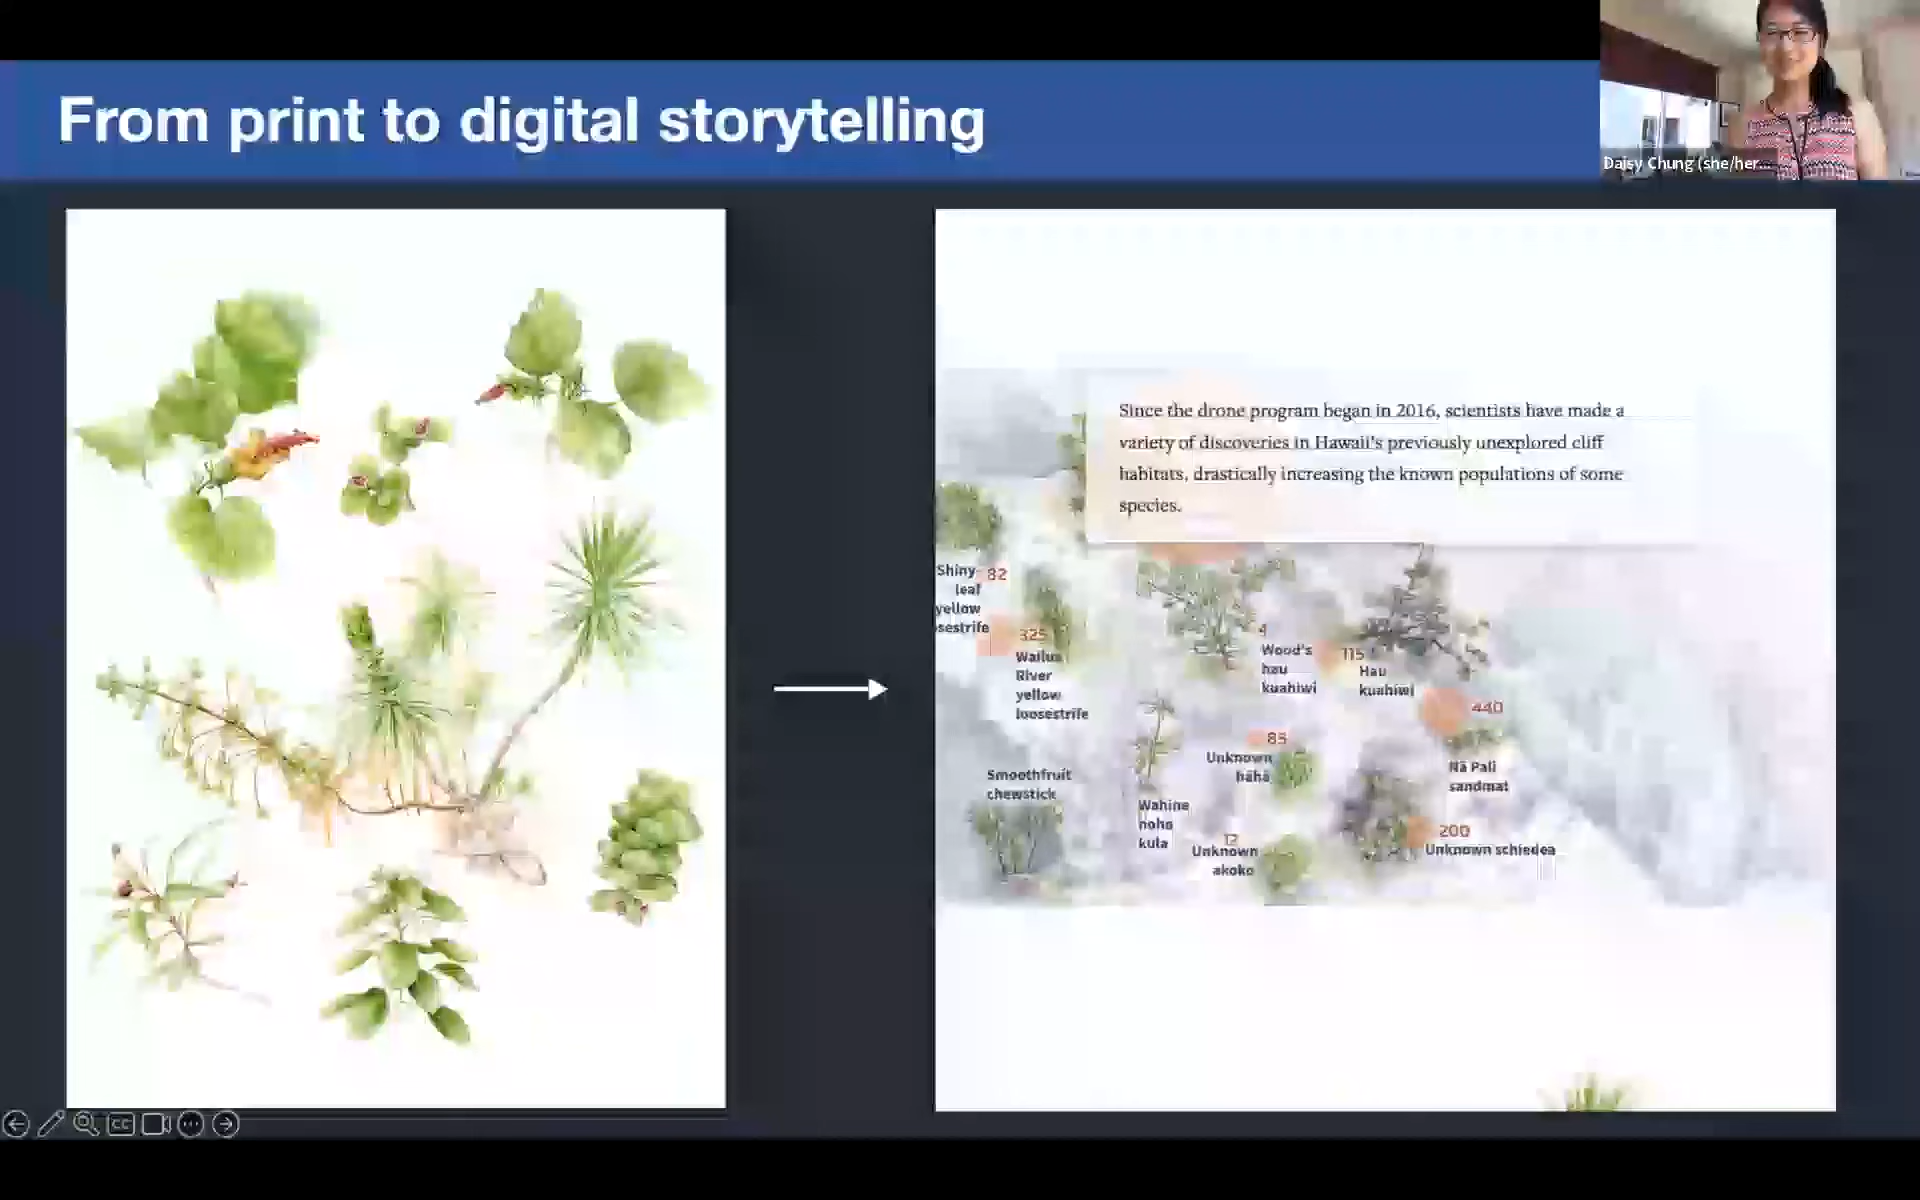 From print to digital storytelling
Daisy Chung (she/her...
Since the drone program began in 2016, scientists have made a
variety of discoveries in Hawaii's previously unexplored cliff
habitats, drastically increasing the known populations of some
species.
Shiny-
leaf
yellow
sestrife
82
325
Wailua
River
yellow
loosestrife
4
Wood's
hau
kuahiwi
115
Hau
kuahiwi
440
Nā Pali
sandmat
85
Unknown
hāhā
Smoothfruit
chewstick
Wahine
noho
kula
12
Unknown
akoko
200
Unknown schiedea
CC